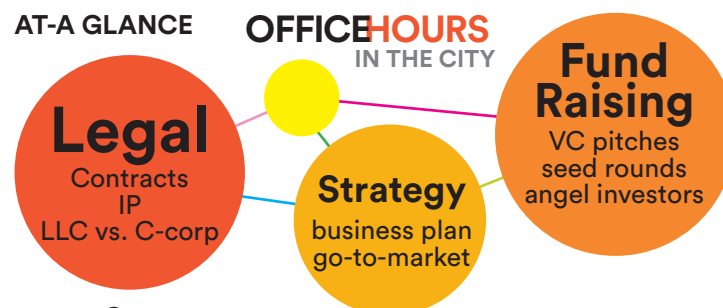 AT-A GLANCE
OFFICEHOURS
IN THE CITY
Legal
Contracts
IP
LLC vs. C-corp
Strategy
business plan
go-to-market
Fund
Raising
VC pitches
seed rounds
angel investors